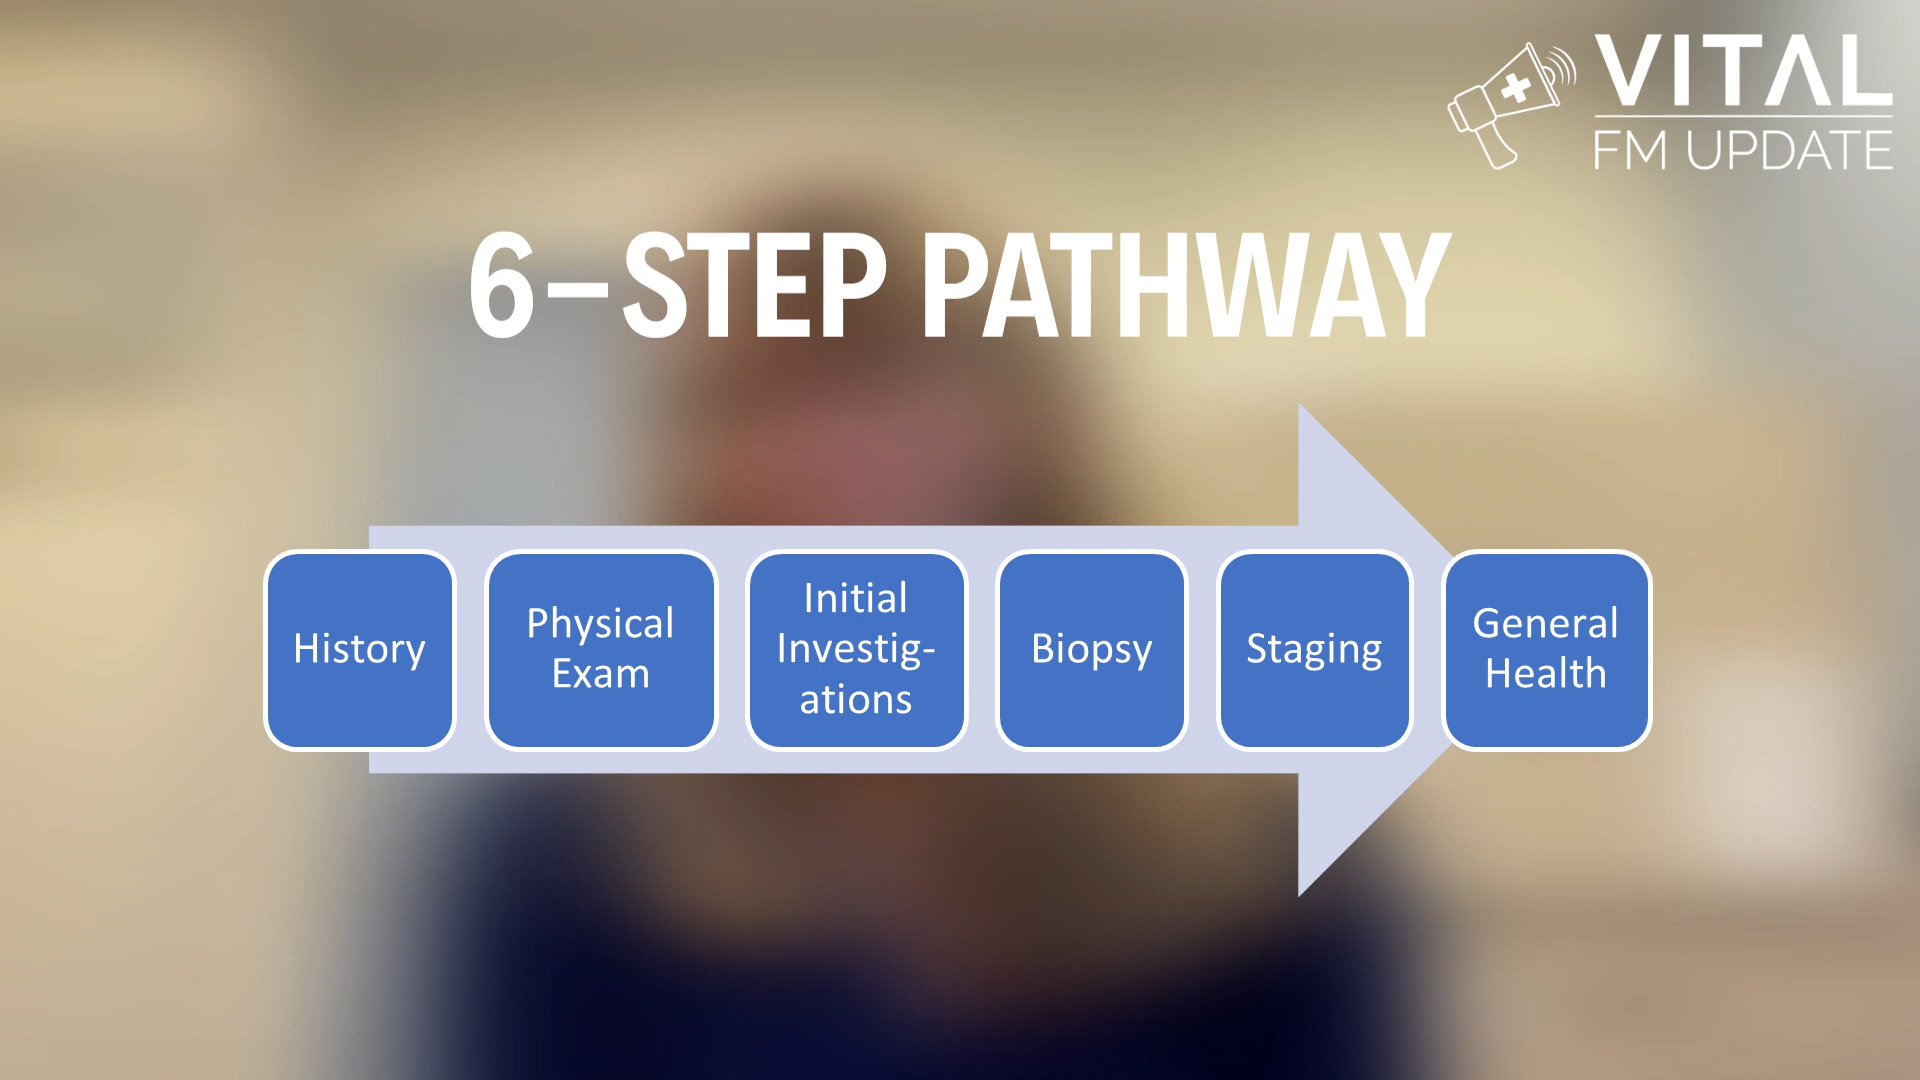 VITAL
FM UPDATE
6-STEP PATHWAY
History
Physical
Exam
Initial
Investig-
ations
Biopsy
Staging
General
Health